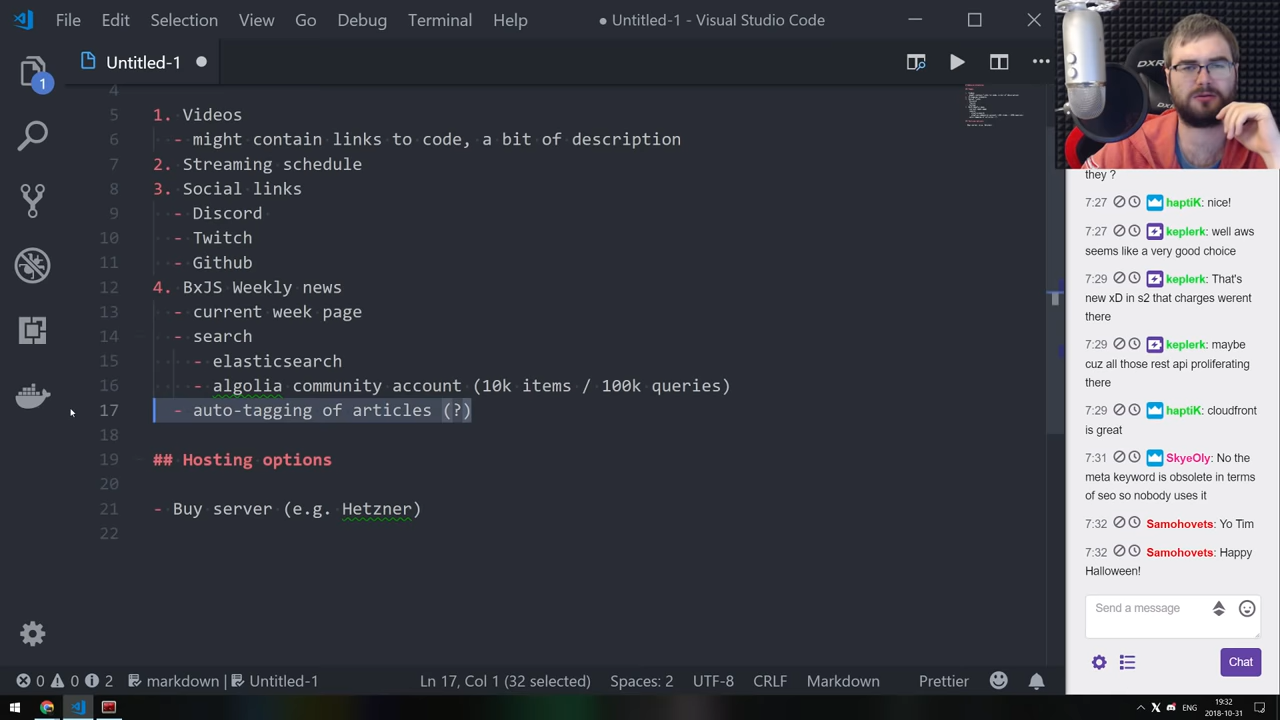 File Edit Selection View Go Debug Terminal Help ● Untitled-1 - Visual Studio Code
Untitled-1
1
4
5 1. Videos
6 - might contain links to code, a bit of description
7 2. Streaming schedule
8 3. Social links
9 - Discord
10 - Twitch
11 - Github
12 4. BxJS Weekly news
13 - current week page
14 - search
15 - elasticsearch
16 - algolia community account (10k items / 100k queries)
17 - auto-tagging of articles (?)
18
19 ## Hosting options
20
21 - Buy server (e.g. Hetzner)
22
0 0 2 markdown Untitled-1 Ln 17, Col 1 (32 selected) Spaces: 2 UTF-8 CRLF Markdown Prettier
DXR
they ?
7:27 haptiK: nice!
7:27 keplerk: well aws
seems like a very good choice
7:29 keplerk: That's
new xD in s2 that charges werent
there
7:29 keplerk: maybe
cuz all those rest api proliferating
there
7:29 haptiK: cloudfront
is great
7:31 SkyeOly: No the
meta keyword is obsolete in terms
of seo so nobody uses it
7:32 Samohovets: Yo Tim
7:32 Samohovets: Happy
Halloween!
Send a message
Chat
ENG
19:32
2018-10-31